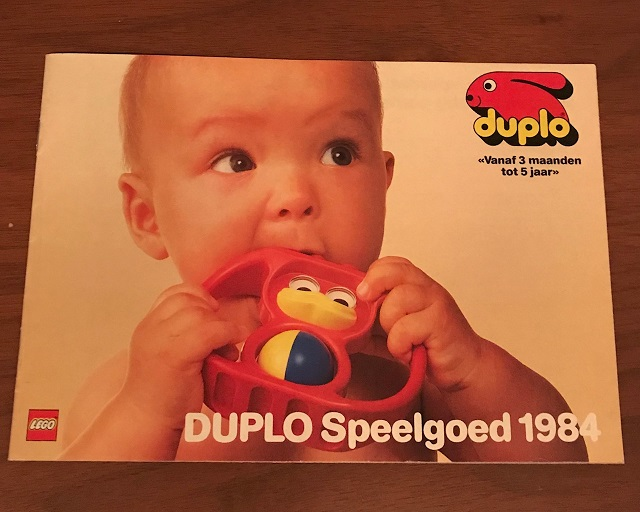 duplo
«Vanaf 3 maanden
tot 5 jaar»
LEGO
DUPLO Speelgoed 1984